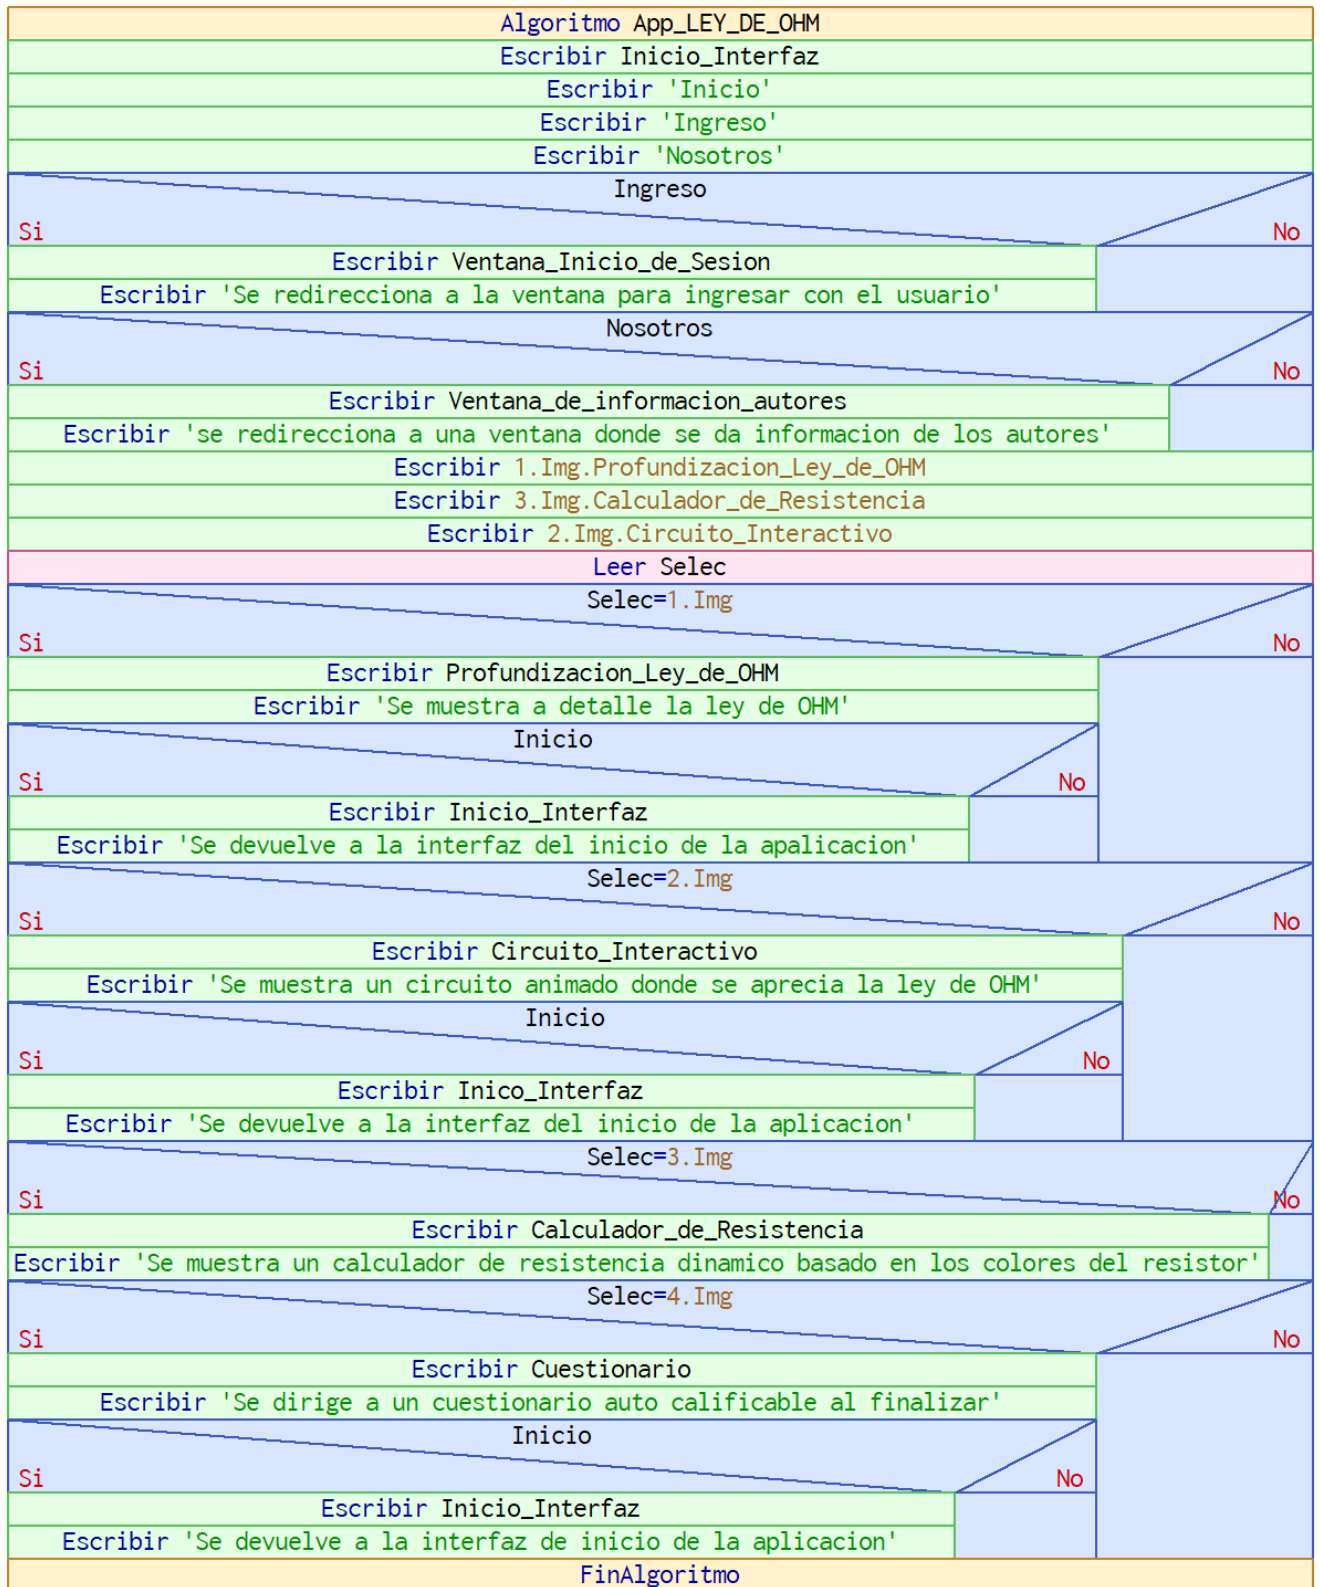 Algoritmo App_LEY_DE_OHM
Escribir Inicio_Interfaz
Escribir 'Inicio'
Escribir 'Ingreso'
Escribir 'Nosotros'
Ingreso
Si No
Escribir Ventana_Inicio_de_Sesion
Escribir 'Se redirecciona a la ventana para ingresar con el usuario'
Nosotros
Si No
Escribir Ventana_de_informacion_autores
Escribir 'se redirecciona a una ventana donde se da informacion de los autores'
Escribir 1.Img.Profundizacion_Ley_de_OHM
Escribir 3.Img.Calculador_de_Resistencia
Escribir 2.Img.Circuito_Interactivo
Leer Selec
Selec=1.Img
Si No
Escribir Profundizacion_Ley_de_OHM
Escribir 'Se muestra a detalle la ley de OHM'
Inicio
Si No
Escribir Inicio_Interfaz
Escribir 'Se devuelve a la interfaz del inicio de la apalicacion'
Selec=2.Img
Si No
Escribir Circuito_Interactivo
Escribir 'Se muestra un circuito animado donde se aprecia la ley de OHM'
Inicio
Si No
Escribir Inico_Interfaz
Escribir 'Se devuelve a la interfaz del inicio de la aplicacion'
Selec=3.Img
Si No
Escribir Calculador_de_Resistencia
Escribir 'Se muestra un calculador de resistencia dinamico basado en los colores del resistor'
Selec=4.Img
Si No
Escribir Cuestionario
Escribir 'Se dirige a un cuestionario auto calificable al finalizar'
Inicio
Si No
Escribir Inicio_Interfaz
Escribir 'Se devuelve a la interfaz de inicio de la aplicacion'
FinAlgoritmo